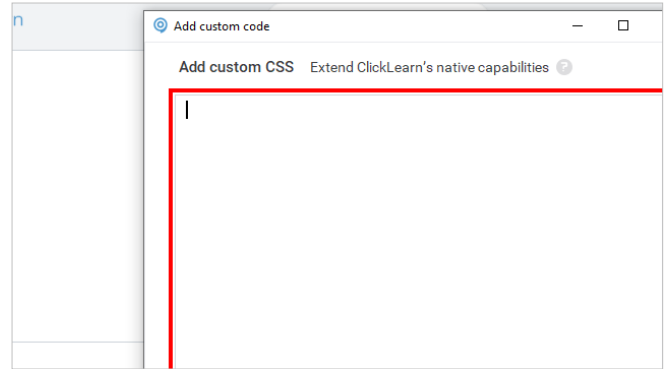 n
Add custom code
Add custom CSS Extend ClickLearn's native capabilities ?